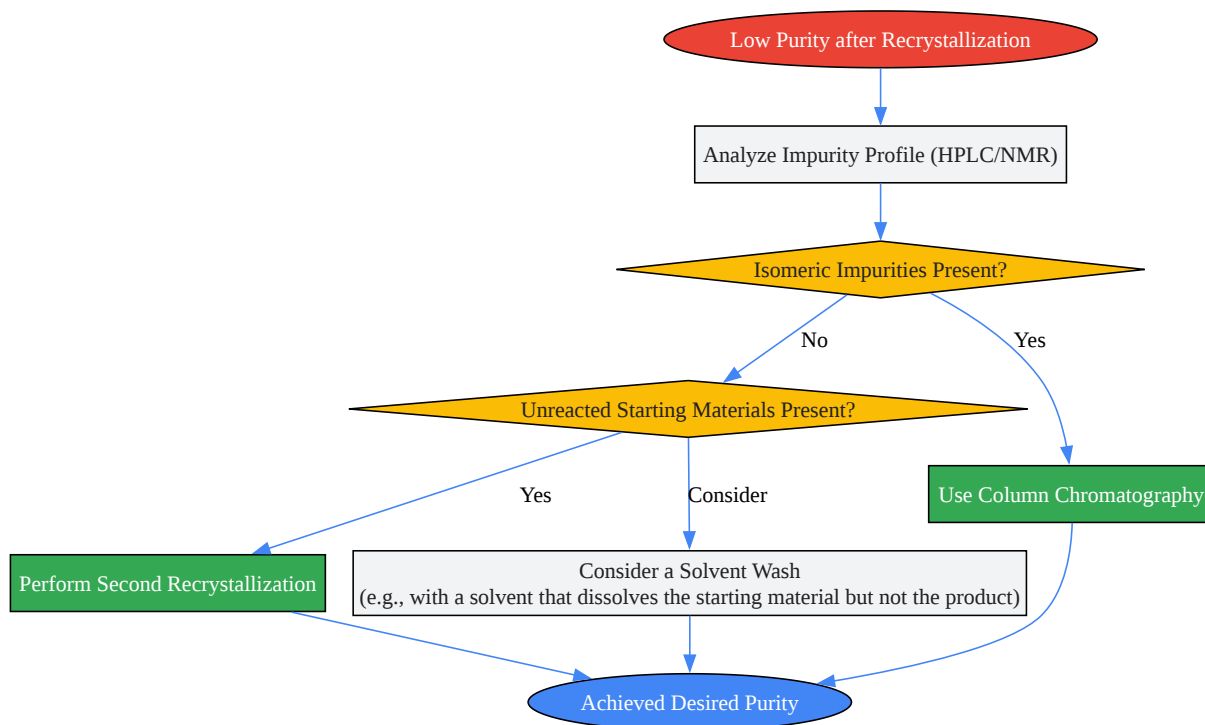 Low Purity after Recrystallization
Analyze Impurity Profile (HPLC/NMR)
Isomeric Impurities Present?
No
Yes
Unreacted Starting Materials Present?
Yes
Consider
Use Column Chromatography
Perform Second Recrystallization
Consider a Solvent Wash
(e.g., with a solvent that dissolves the starting material but not the product)
Achieved Desired Purity